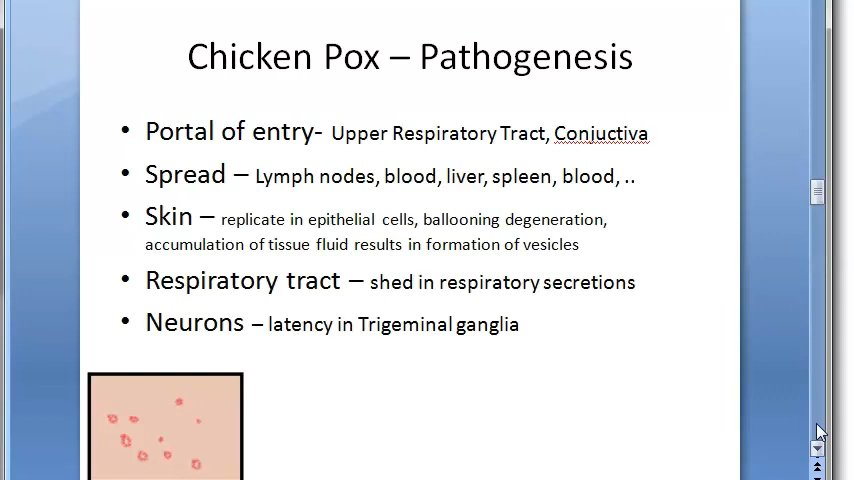 Chicken Pox – Pathogenesis
• Portal of entry- Upper Respiratory Tract, Conjuctiva
• Spread – Lymph nodes, blood, liver, spleen, blood, ..
• Skin – replicate in epithelial cells, ballooning degeneration,
accumulation of tissue fluid results in formation of vesicles
• Respiratory tract – shed in respiratory secretions
• Neurons – latency in Trigeminal ganglia